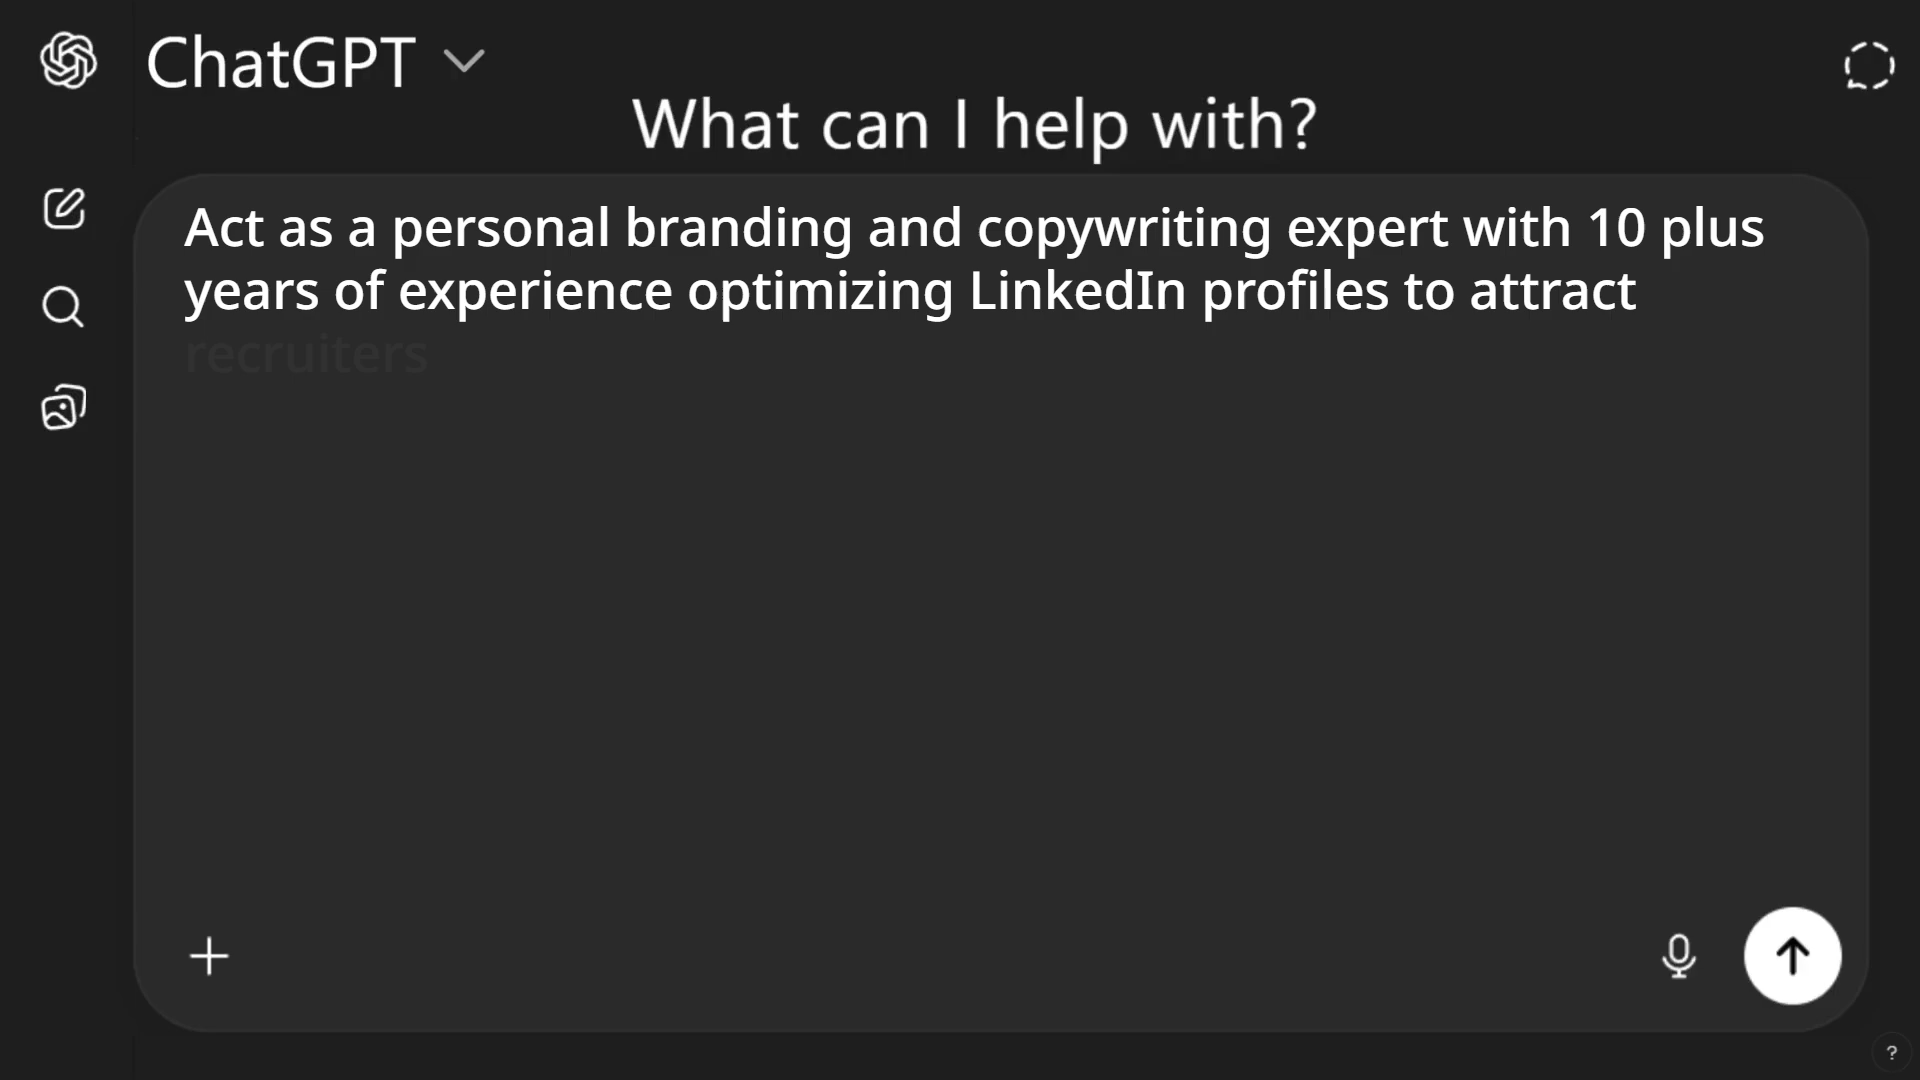 ChatGPT
What can I help with?
Act as a personal branding and copywriting expert with 10 plus
years of experience optimizing LinkedIn profiles to attract
recruiters
?